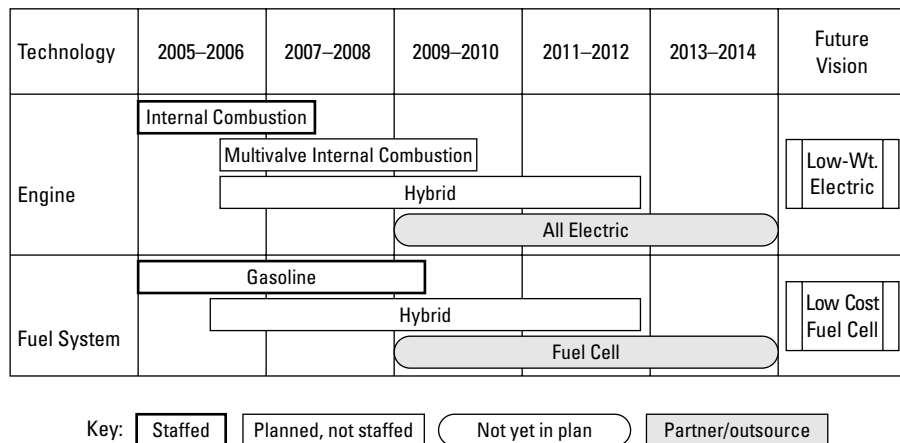 Technology
2005–2006
2007–2008
2009–2010
2011–2012
2013–2014
Future
Vision
Engine
Internal Combustion
Multivalve Internal Combustion
Hybrid
All Electric
Low-Wt.
Electric
Fuel System
Gasoline
Hybrid
Fuel Cell
Low Cost
Fuel Cell
Key:
Staffed
Planned, not staffed
Not yet in plan
Partner/outsource